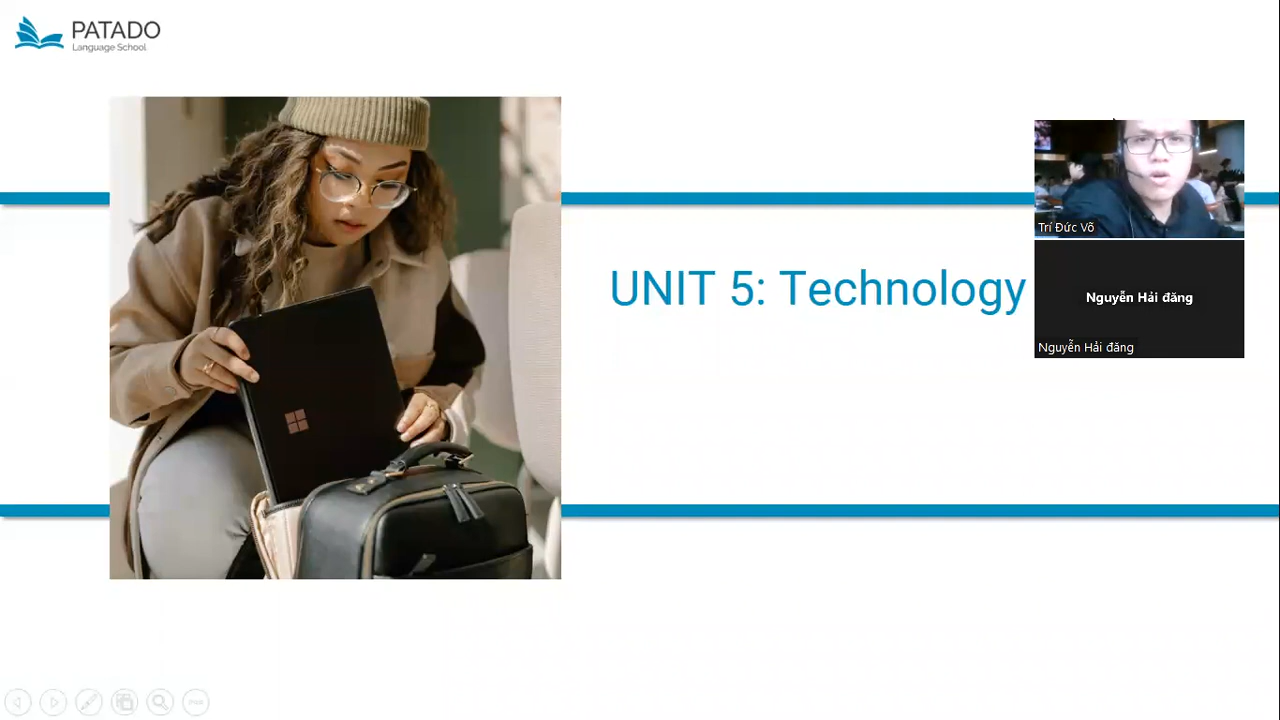 PATADO
Language School
UNIT 5: Technology
Trí Đức Võ
Nguyễn Hải đăng
Nguyễn Hải đăng